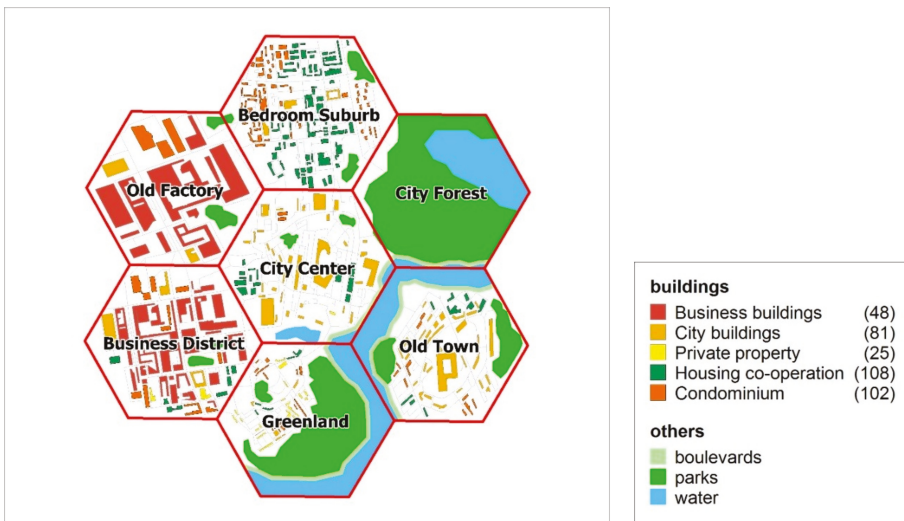 Bedroom Suburb
Old Factory
City Forest
City Center
Business District
Old Town
Greenland
buildings
Business buildings (48)
City buildings (81)
Private property (25)
Housing co-operation (108)
Condominium (102)
others
boulevards
parks
water